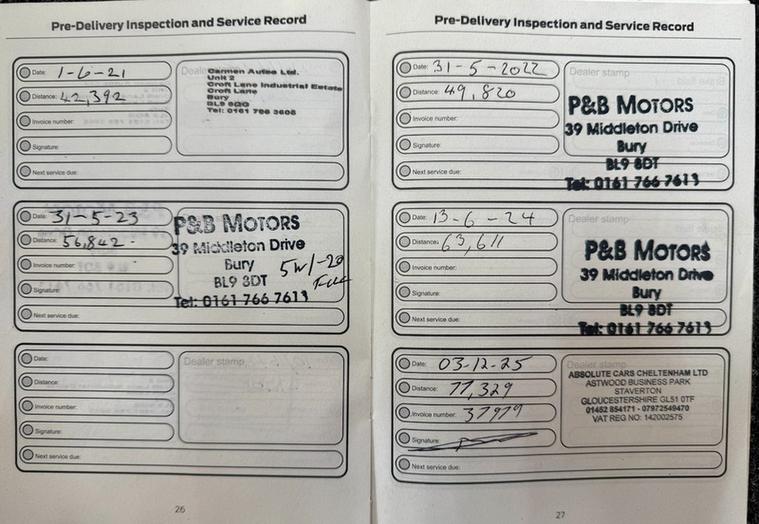 Pre-Delivery Inspection and Service Record
Date: 1-6-21
Distance: 42,392
Invoice number:
Signature:
Next service due:
Carmen Autos Ltd.
Unit 2
Croft Lane Industrial Estate
Croft Lane
Bury
BL9 8QG
Tel: 0161 766 3608
Date: 31-5-23
Distance: 56,842-
Invoice number:
Signature:
Next service due:
P&B MOTORS
39 Middleton Drive
Bury
BL9 8DT
Tel: 0161 766 7613
5W/-20
Date:
Distance:
Invoice number:
Signature:
Next service due:
Dealer stamp
26
Pre-Delivery Inspection and Service Record
Date: 31-5-2022
Distance: 49,820
Invoice number:
Signature:
Next service due:
Dealer stamp
P&B MOTORS
39 Middleton Drive
Bury
BL9 8DT
Tel: 0161 766 7613
Date: 13-6-24
Distance: 63,611
Invoice number:
Signature:
Next service due:
Dealer stamp
P&B MOTORS
39 Middleton Drive
Bury
BL9 8DT
Tel: 0161 766 7613
Date: 03-12-25
Distance: 77,329
Invoice number: 37979
Signature:
Next service due:
Dealer stamp
ABSOLUTE CARS CHELTENHAM LTD
ASTWOOD BUSINESS PARK
STAVERTON
GLOUCESTERSHIRE GL51 0TF
01452 854171 - 07972549470
VAT REG NO: 142002575
27